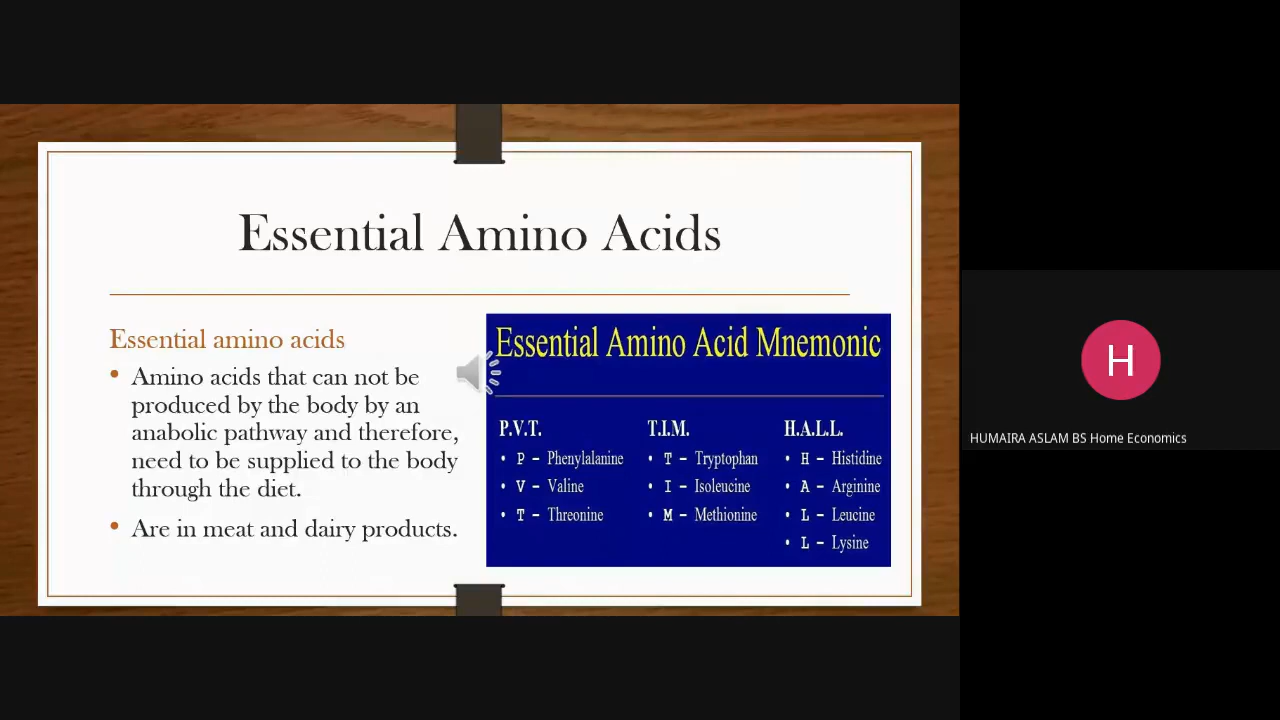 Essential Amino Acids
Essential amino acids
• Amino acids that can not be
produced by the body by an
anabolic pathway and therefore,
need to be supplied to the body
through the diet.
• Are in meat and dairy products.
Essential Amino Acid Mnemonic
P.V.T.
• P – Phenylalanine
• V – Valine
• T – Threonine
T.I.M.
• T – Tryptophan
• I – Isoleucine
• M – Methionine
H.A.L.L.
• H – Histidine
• A – Arginine
• L – Leucine
• L – Lysine
H
HUMAIRA ASLAM BS Home Economics